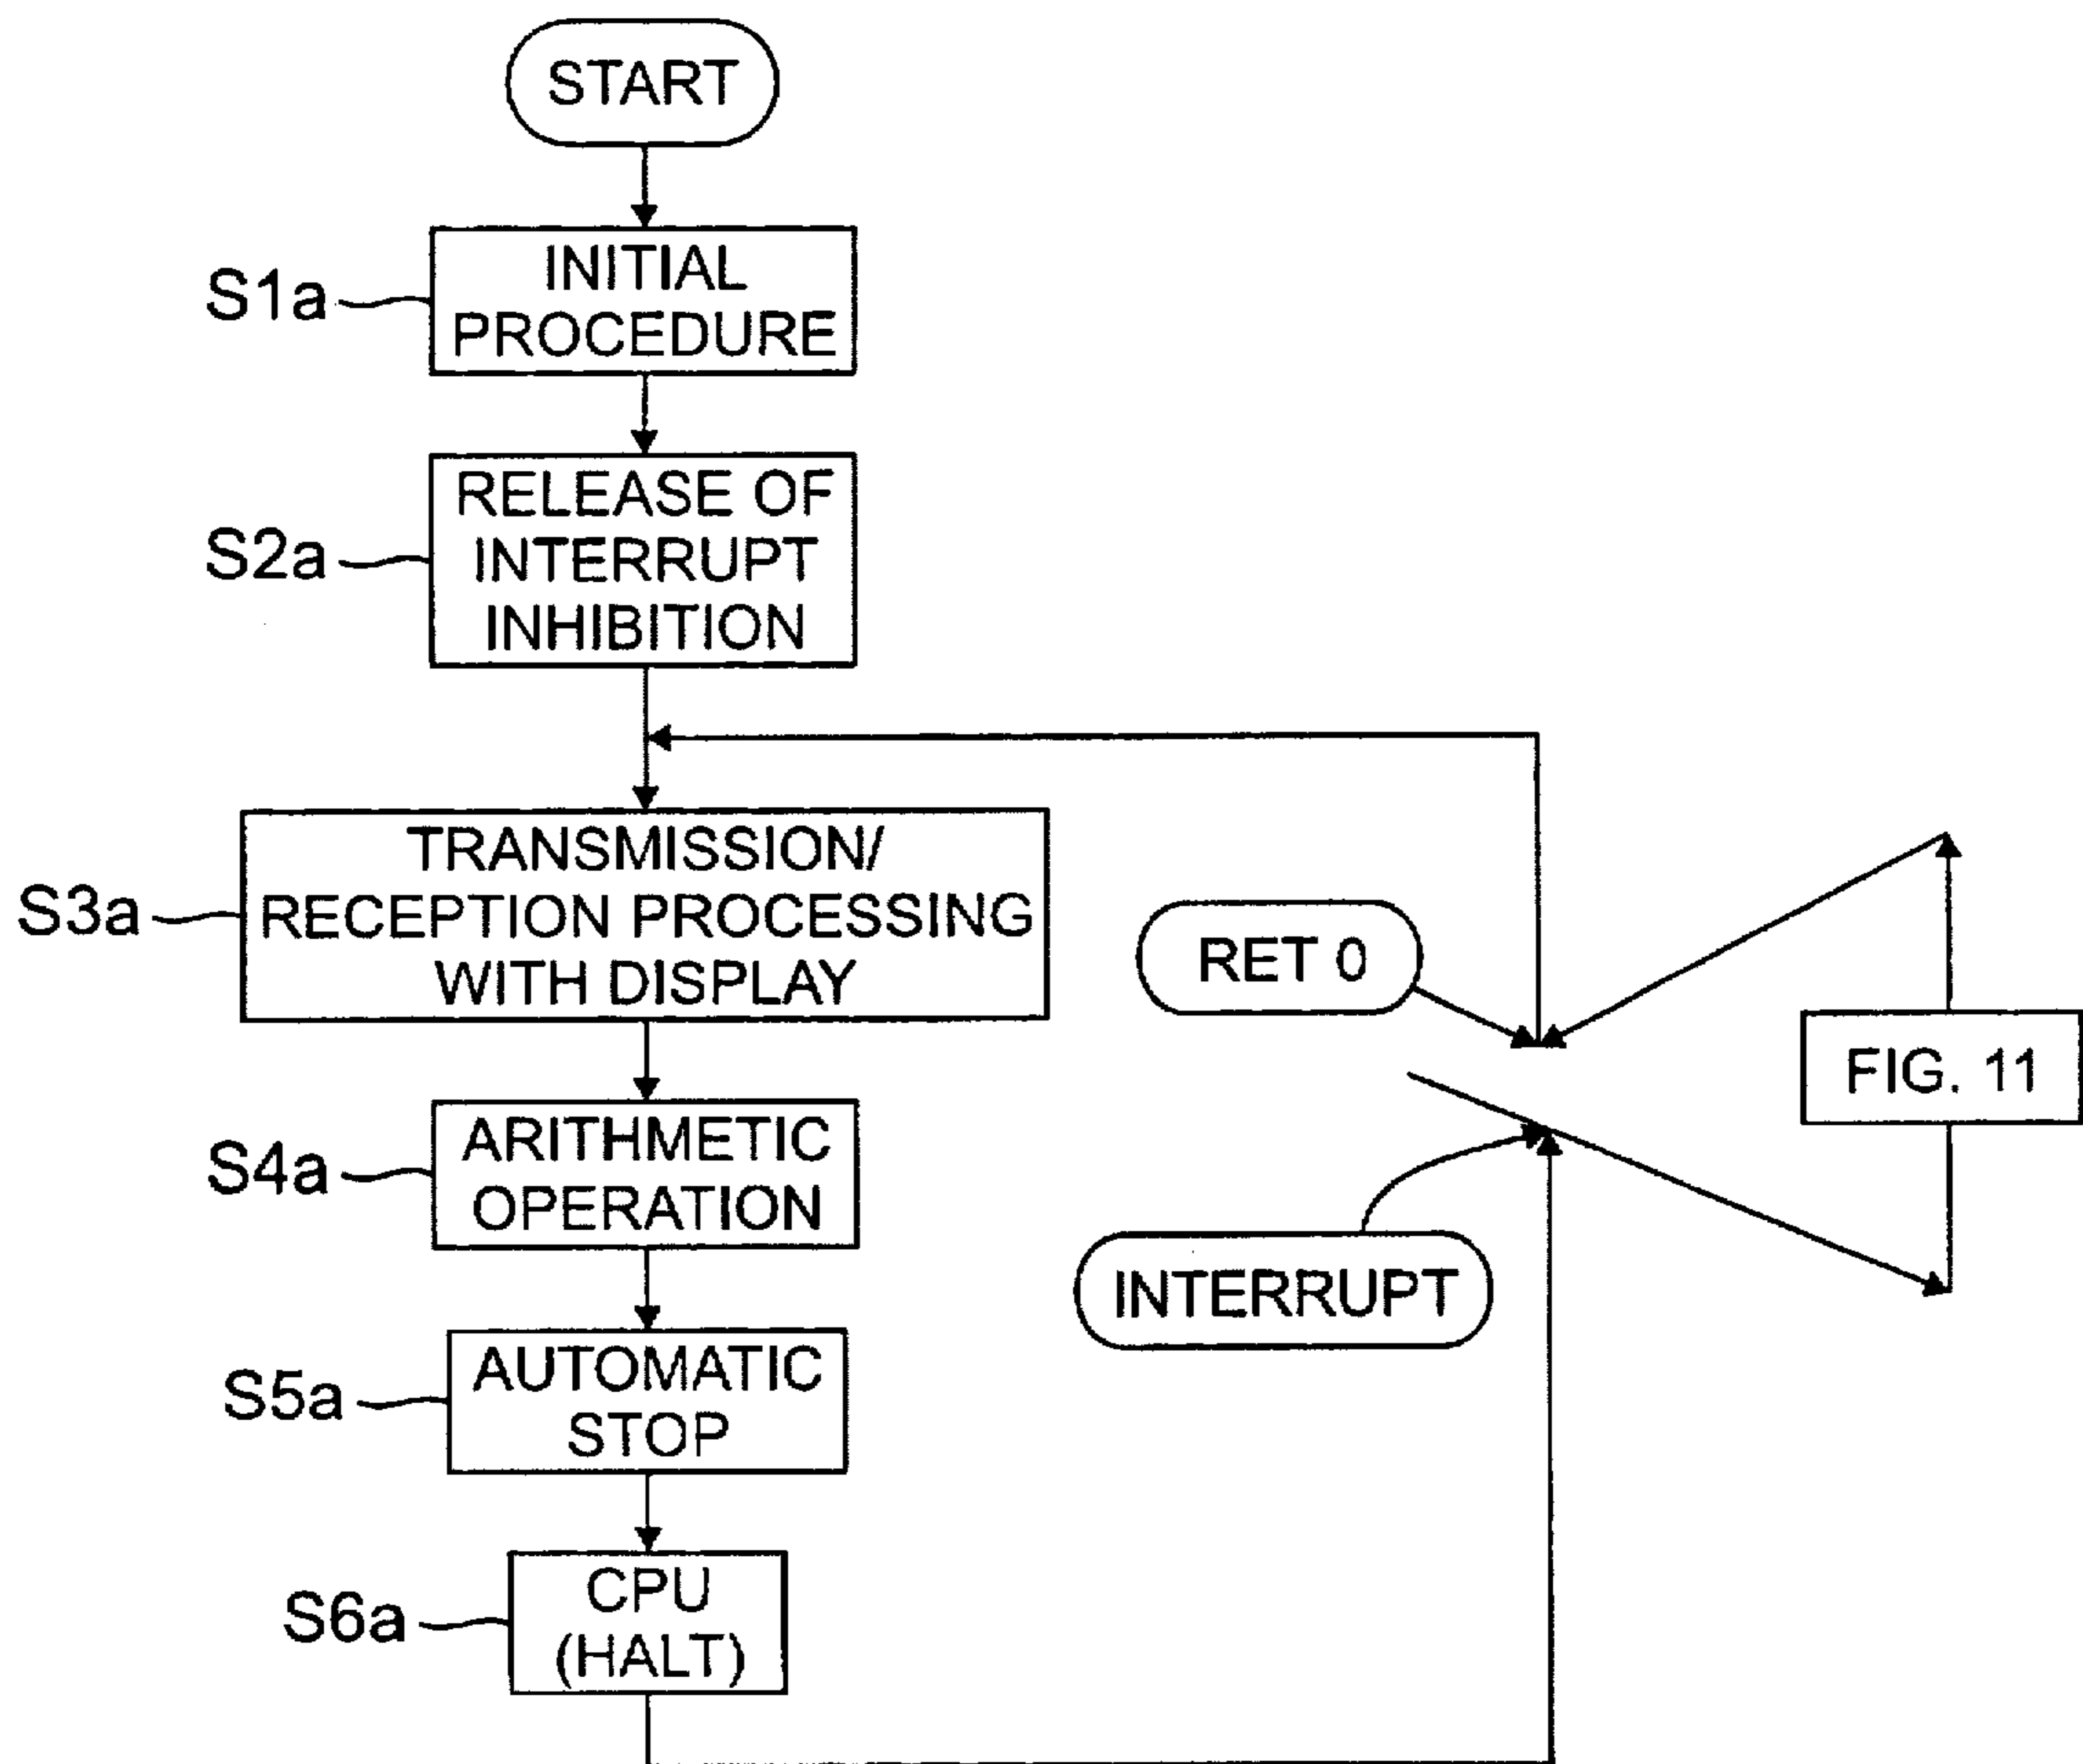 START
S1a
INITIAL
PROCEDURE
S2a
RELEASE OF
INTERRUPT
INHIBITION
S3a
TRANSMISSION/
RECEPTION PROCESSING
WITH DISPLAY
RET 0
FIG. 11
S4a
ARITHMETIC
OPERATION
INTERRUPT
S5a
AUTOMATIC
STOP
S6a
CPU
(HALT)